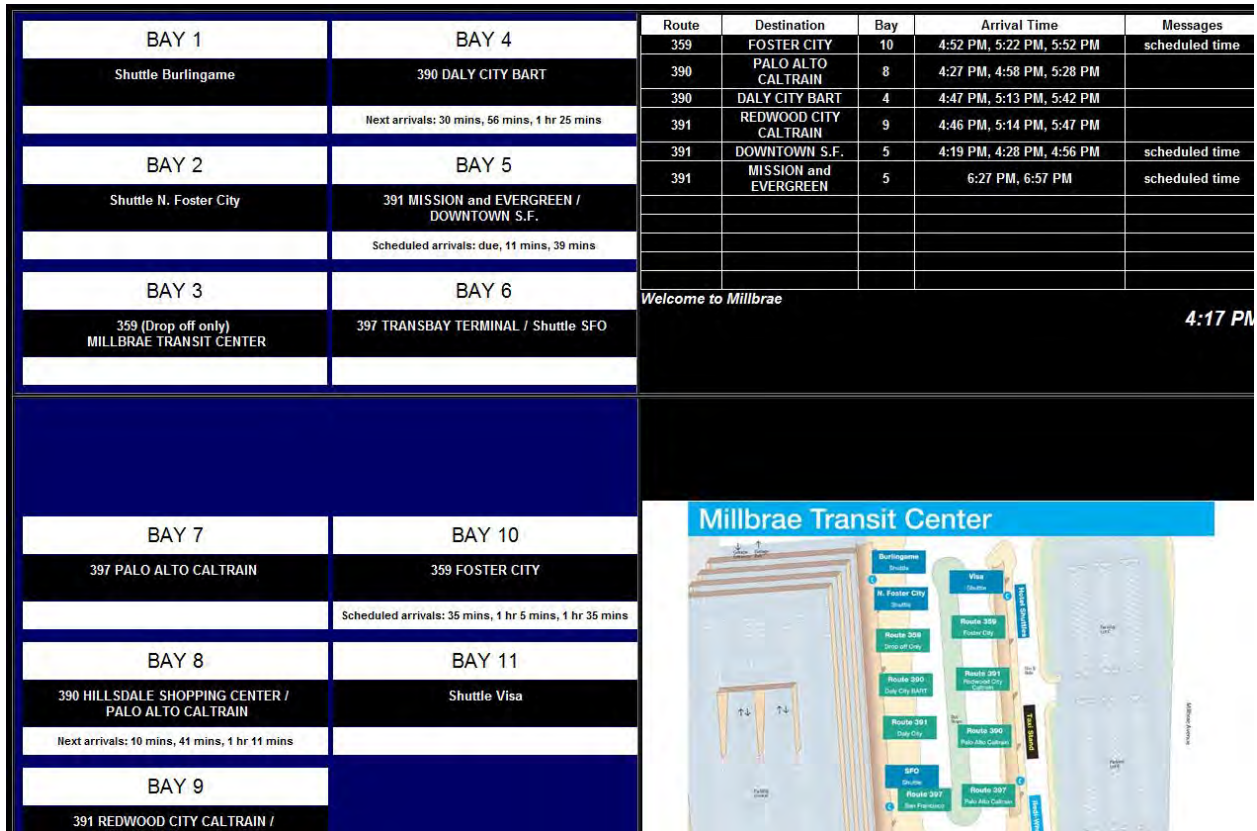 BAY 1
Shuttle Burlingame
BAY 4
390 DALY CITY BART
Next arrivals: 30 mins, 56 mins, 1 hr 25 mins
BAY 2
Shuttle N. Foster City
BAY 5
391 MISSION and EVERGREEN /
DOWNTOWN S.F.
Scheduled arrivals: due, 11 mins, 39 mins
BAY 3
359 (Drop off only)
MILLBRAE TRANSIT CENTER
BAY 6
397 TRANSBAY TERMINAL / Shuttle SFO
Route Destination Bay Arrival Time Messages
359 FOSTER CITY 10 4:52 PM, 5:22 PM, 5:52 PM scheduled time
390 PALO ALTO CALTRAIN 8 4:27 PM, 4:58 PM, 5:28 PM
390 DALY CITY BART 4 4:47 PM, 5:13 PM, 5:42 PM
391 REDWOOD CITY CALTRAIN 9 4:46 PM, 5:14 PM, 5:47 PM
391 DOWNTOWN S.F. 5 4:19 PM, 4:28 PM, 4:56 PM scheduled time
391 MISSION and EVERGREEN 5 6:27 PM, 6:57 PM scheduled time
Welcome to Millbrae
4:17 PM
BAY 7
397 PALO ALTO CALTRAIN
BAY 10
359 FOSTER CITY
Scheduled arrivals: 35 mins, 1 hr 5 mins, 1 hr 35 mins
BAY 8
390 HILLSDALE SHOPPING CENTER /
PALO ALTO CALTRAIN
Next arrivals: 10 mins, 41 mins, 1 hr 11 mins
BAY 11
Shuttle Visa
BAY 9
391 REDWOOD CITY CALTRAIN /
Millbrae Transit Center
Burlingame
Shuttle
N. Foster City
Shuttle
Route 359
Drop off Only
Route 390
Daly City BART
Route 391
Daly City
SFO
Shuttle
Route 397
San Francisco
Visa
Shuttle
Hotel Shuttles
Route 359
Foster City
Route 391
Redwood City
Caltrain
Taxi Stand
Route 390
Palo Alto Caltrain
Route 397
Palo Alto Caltrain
Millbrae Avenue